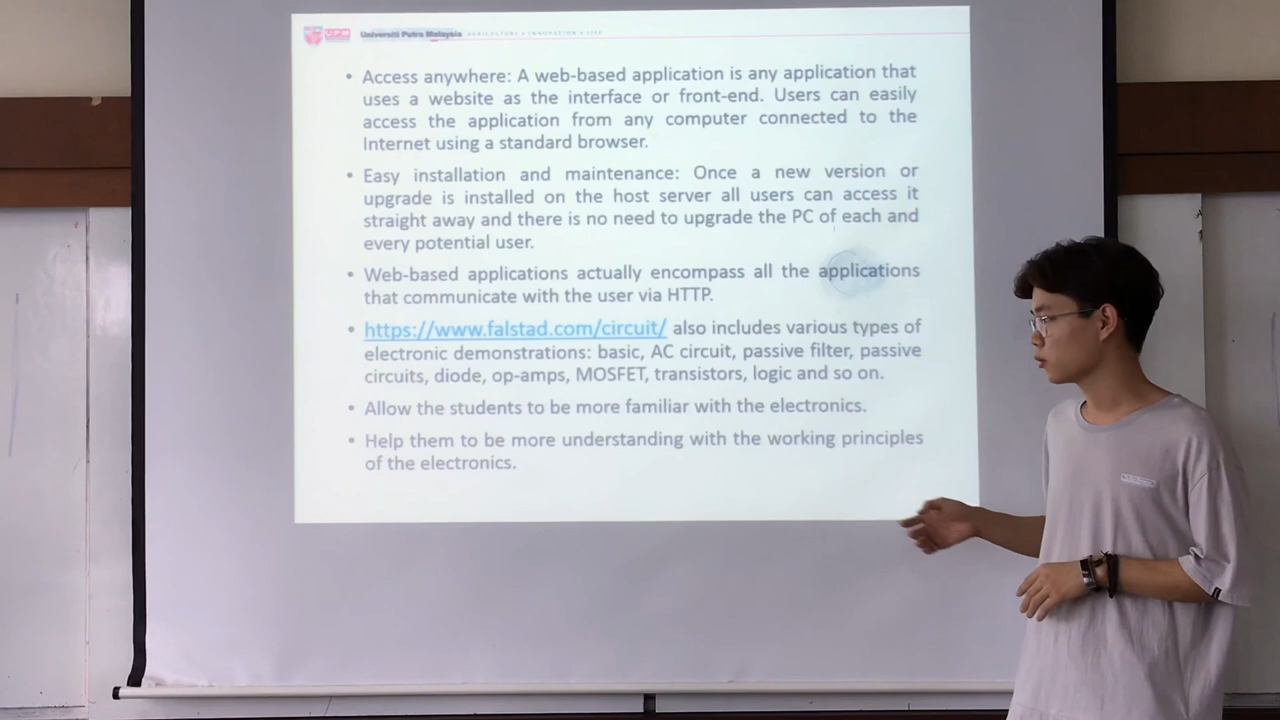 UPM Universiti Putra Malaysia AGRICULTURE • INNOVATION • LIFE
• Access anywhere: A web-based application is any application that
uses a website as the interface or front-end. Users can easily
access the application from any computer connected to the
Internet using a standard browser.
• Easy installation and maintenance: Once a new version or
upgrade is installed on the host server all users can access it
straight away and there is no need to upgrade the PC of each and
every potential user.
• Web-based applications actually encompass all the applications
that communicate with the user via HTTP.
• https://www.falstad.com/circuit/ also includes various types of
electronic demonstrations: basic, AC circuit, passive filter, passive
circuits, diode, op-amps, MOSFET, transistors, logic and so on.
• Allow the students to be more familiar with the electronics.
• Help them to be more understanding with the working principles
of the electronics.